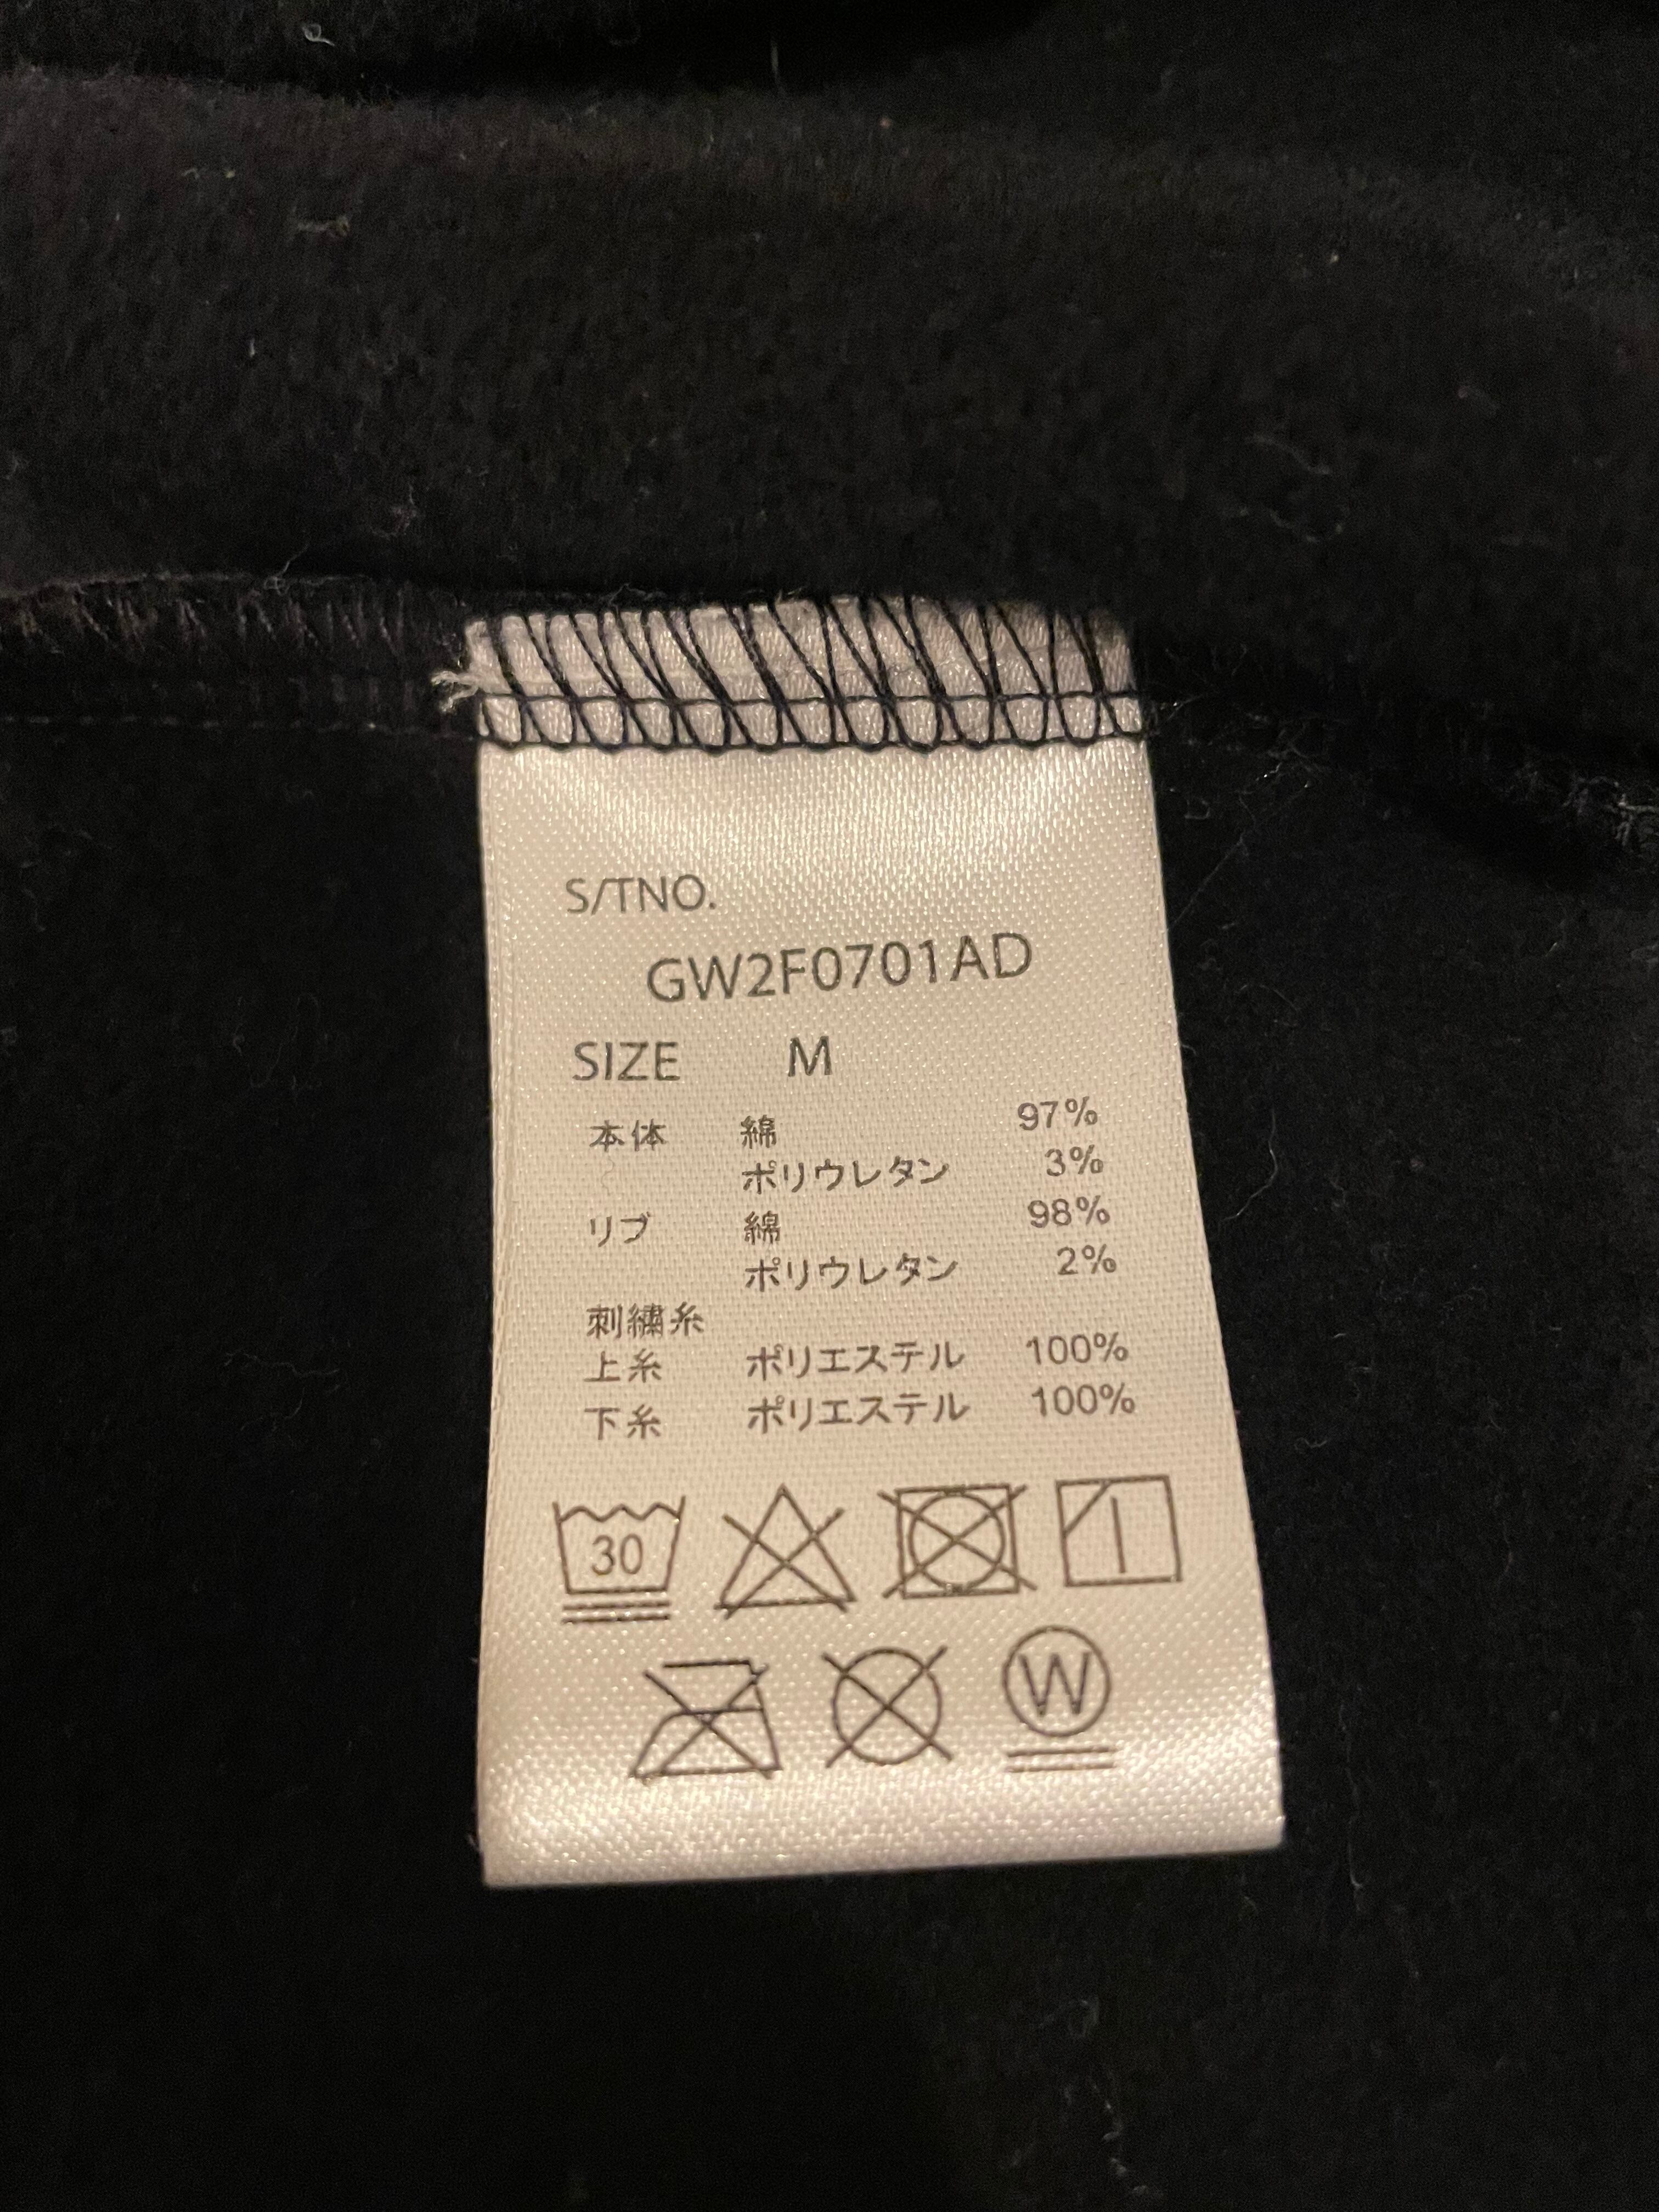 S/TNO.
GW2F0701AD
SIZE M
本体 綿 97%
ポリウレタン 3%
リブ 綿 98%
ポリウレタン 2%
刺繍糸
上糸 ポリエステル 100%
下糸 ポリエステル 100%
30
W